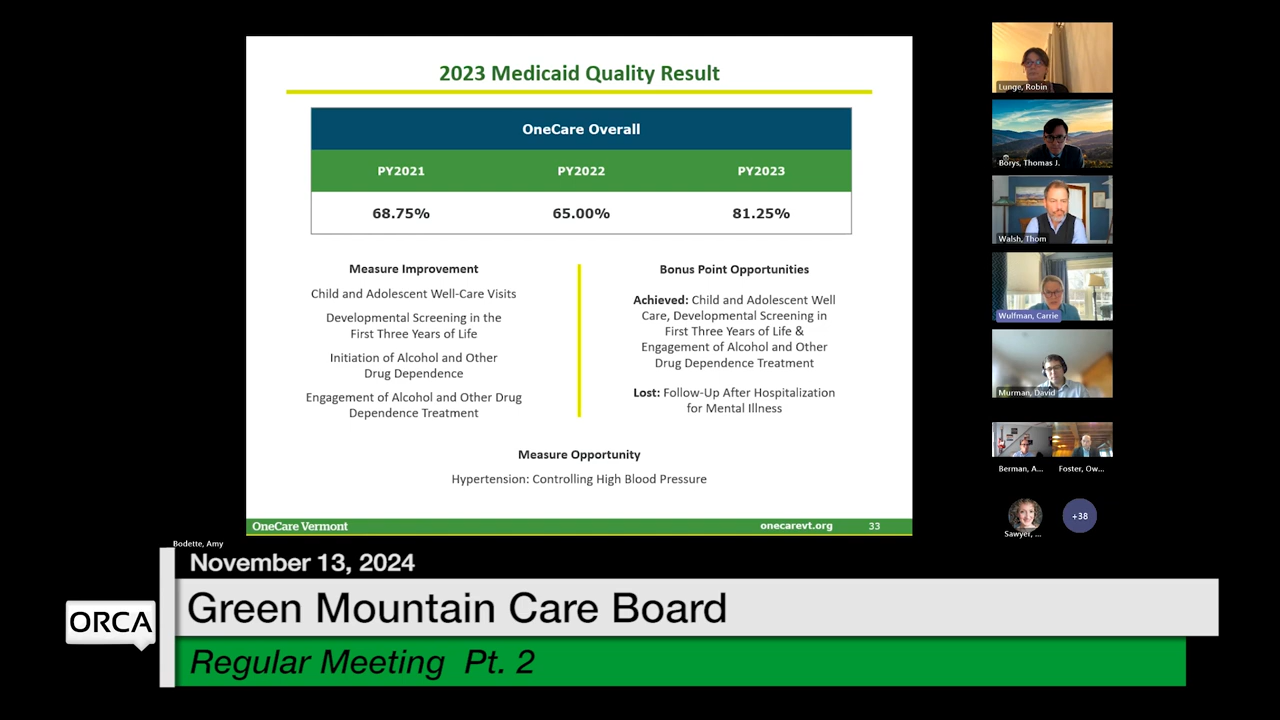 2023 Medicaid Quality Result
OneCare Overall
PY2021 PY2022 PY2023
68.75% 65.00% 81.25%
Measure Improvement
Child and Adolescent Well-Care Visits
Developmental Screening in the
First Three Years of Life
Initiation of Alcohol and Other
Drug Dependence
Engagement of Alcohol and Other Drug
Dependence Treatment
Bonus Point Opportunities
Achieved: Child and Adolescent Well
Care, Developmental Screening in
First Three Years of Life &
Engagement of Alcohol and Other
Drug Dependence Treatment
Lost: Follow-Up After Hospitalization
for Mental Illness
Measure Opportunity
Hypertension: Controlling High Blood Pressure
OneCare Vermont onecarevt.org 33
Lunge, Robin
Borys, Thomas J.
Walsh, Thom
Wulfman, Carrie
Murman, David
Berman, A... Foster, Ow...
+38
Sawyer, ...
Bodette, Amy
November 13, 2024
ORCA
Green Mountain Care Board
Regular Meeting Pt. 2